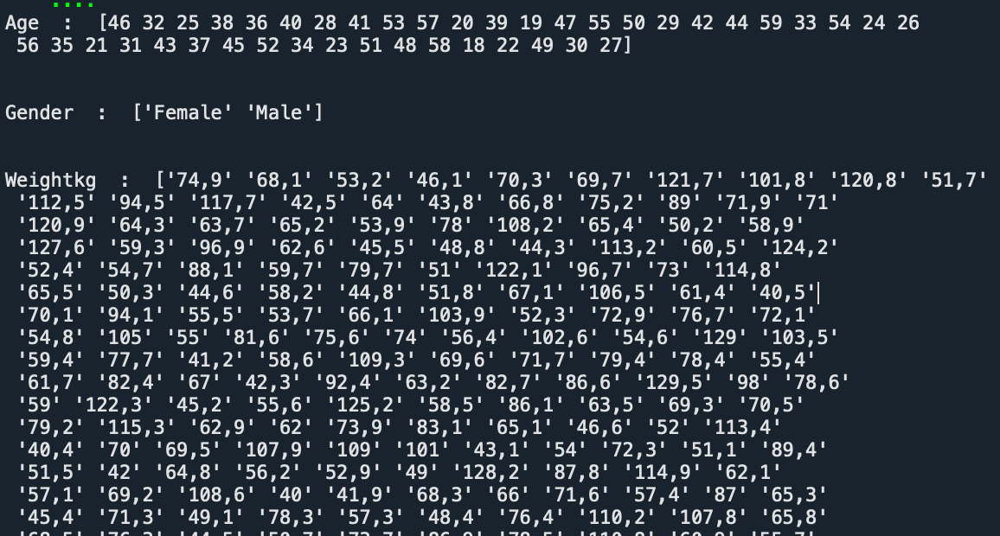 Age  :  [46 32 25 38 36 40 28 41 53 57 20 39 19 47 55 50 29 42 44 59 33 54 24 26
56 35 21 31 43 37 45 52 34 23 51 48 58 18 22 49 30 27]
Gender  :  ['Female' 'Male']
Weightkg  :  ['74,9' '68,1' '53,2' '46,1' '70,3' '69,7' '121,7' '101,8' '120,8' '51,7'
'112,5' '94,5' '117,7' '42,5' '64' '43,8' '66,8' '75,2' '89' '71,9' '71'
'120,9' '64,3' '63,7' '65,2' '53,9' '78' '108,2' '65,4' '50,2' '58,9'
'127,6' '59,3' '96,9' '62,6' '45,5' '48,8' '44,3' '113,2' '60,5' '124,2'
'52,4' '54,7' '88,1' '59,7' '79,7' '51' '122,1' '96,7' '73' '114,8'
'65,5' '50,3' '44,6' '58,2' '44,8' '51,8' '67,1' '106,5' '61,4' '40,5'
'70,1' '94,1' '55,5' '53,7' '66,1' '103,9' '52,3' '72,9' '76,7' '72,1'
'54,8' '105' '55' '81,6' '75,6' '74' '56,4' '102,6' '54,6' '129' '103,5'
'59,4' '77,7' '41,2' '58,6' '109,3' '69,6' '71,7' '79,4' '78,4' '55,4'
'61,7' '82,4' '67' '42,3' '92,4' '63,2' '82,7' '86,6' '129,5' '98' '78,6'
'59' '122,3' '45,2' '55,6' '125,2' '58,5' '86,1' '63,5' '69,3' '70,5'
'79,2' '115,3' '62,9' '62' '73,9' '83,1' '65,1' '46,6' '52' '113,4'
'40,4' '70' '69,5' '107,9' '109' '101' '43,1' '54' '72,3' '51,1' '89,4'
'51,5' '42' '64,8' '56,2' '52,9' '49' '128,2' '87,8' '114,9' '62,1'
'57,1' '69,2' '108,6' '40' '41,9' '68,3' '66' '71,6' '57,4' '87' '65,3'
'45,4' '71,3' '49,1' '78,3' '57,3' '48,4' '76,4' '110,2' '107,8' '65,8'